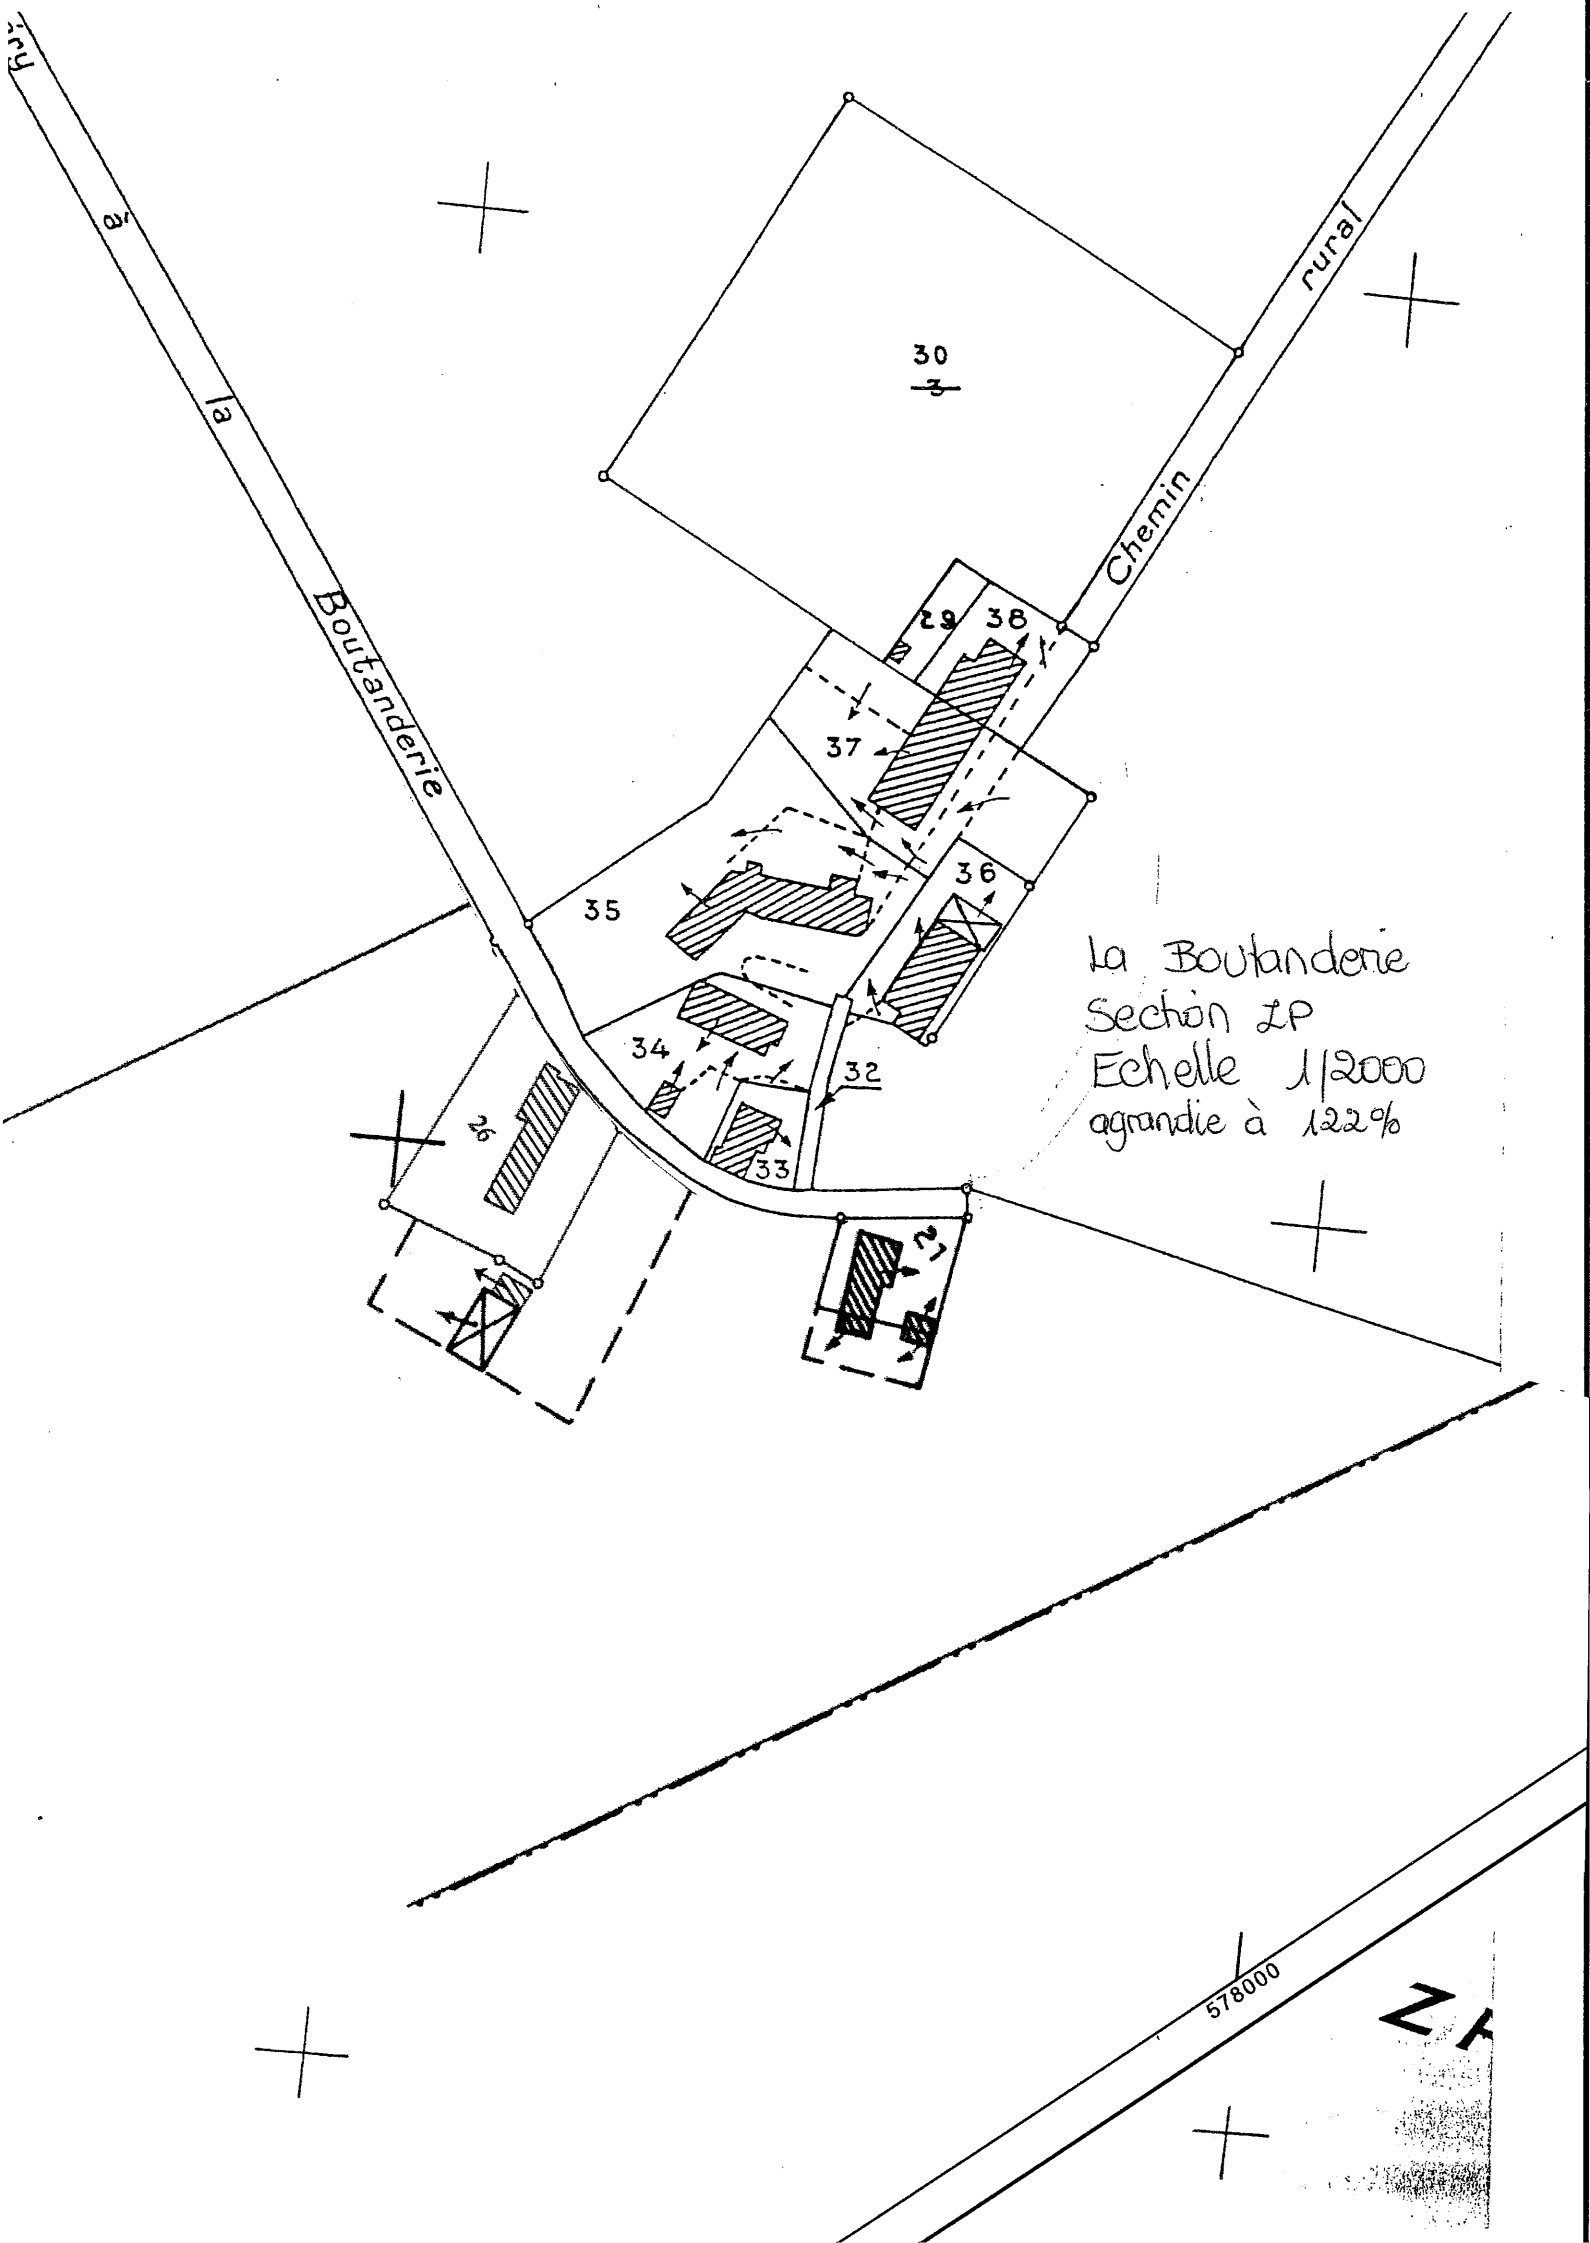 à
la
Boutanderie
rural
Chemin
30
3
29
38
37
36
35
34
32
33
26
27
La Boutanderie
Section ZP
Echelle 1/2000
agrandie à 122%
578000